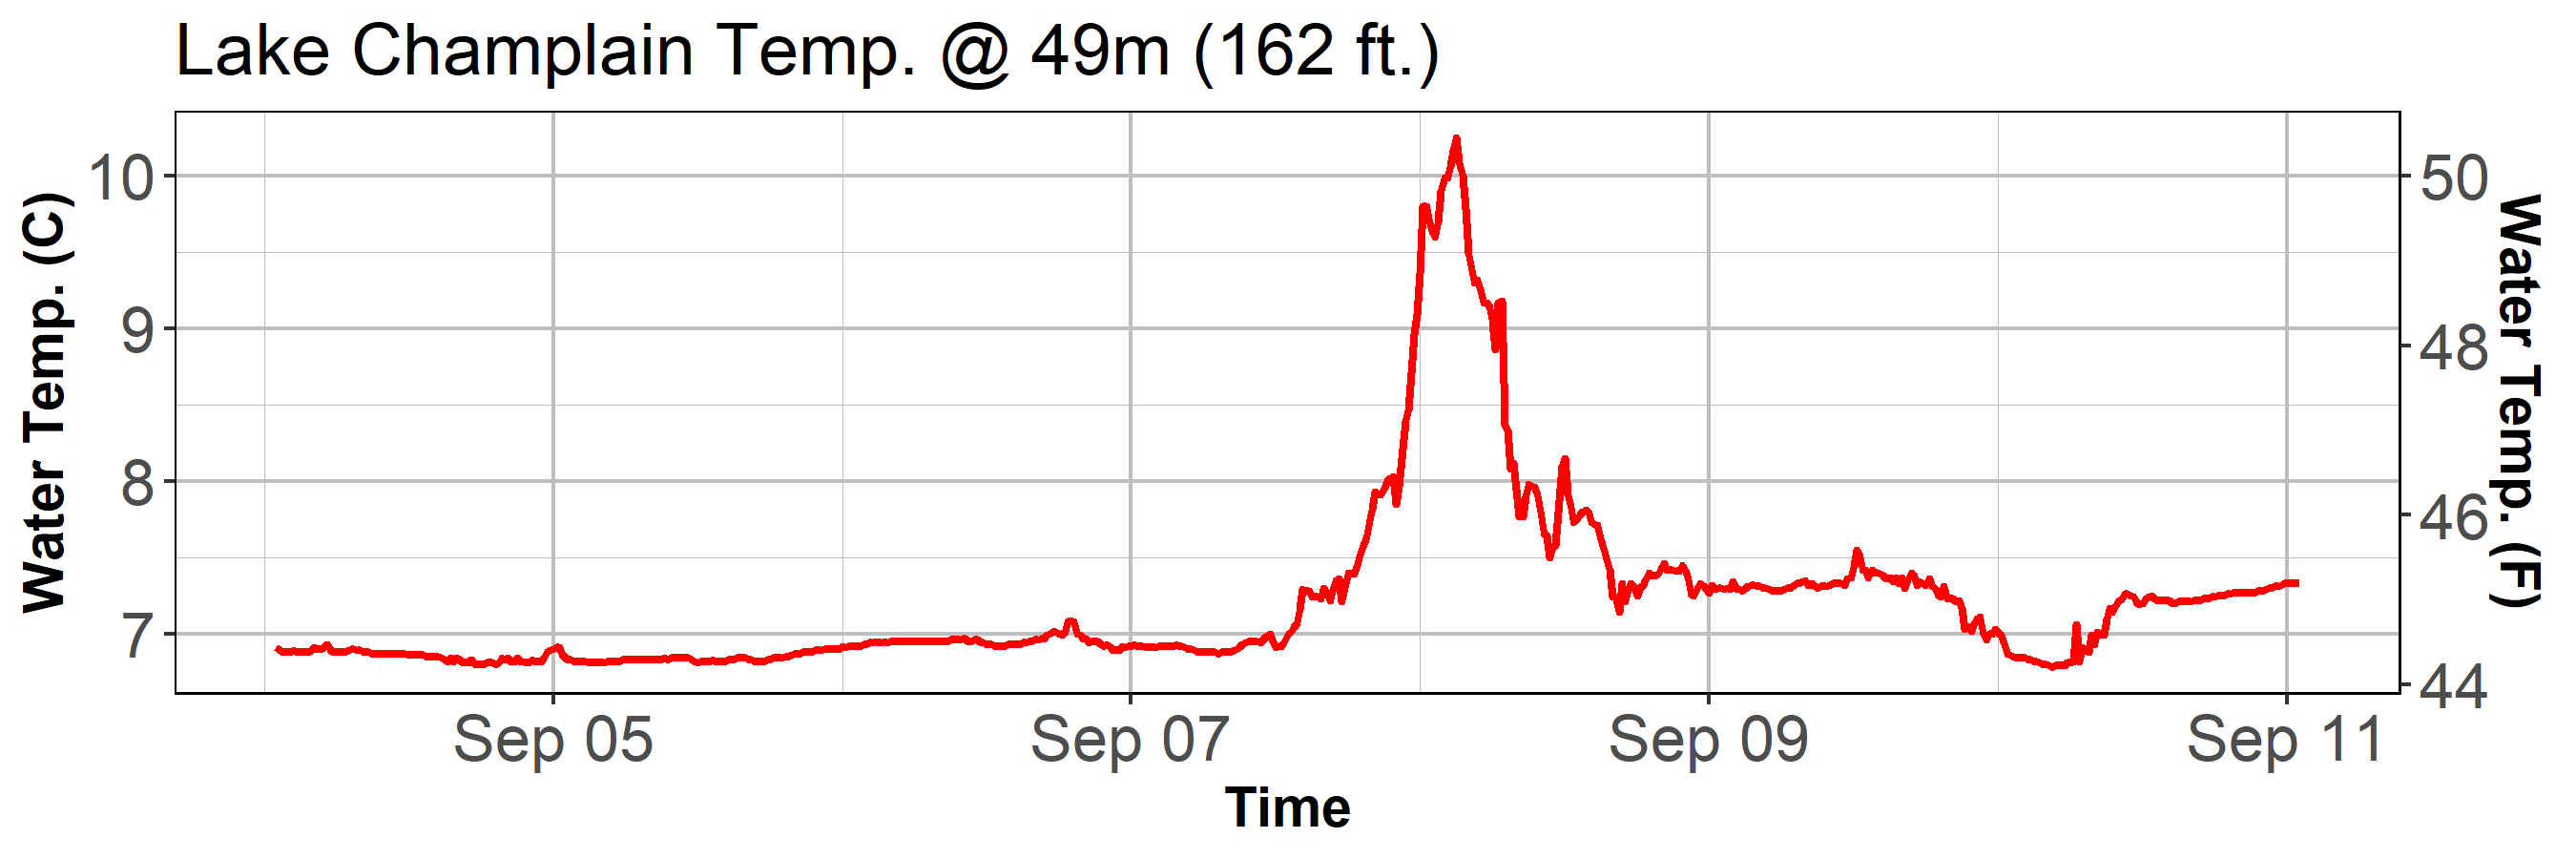 Lake Champlain Temp. @ 49m (162 ft.)
Water Temp. (C)
10
9
8
7
50
48
46
44
Water Temp. (F)
Sep 05
Sep 07
Sep 09
Sep 11
Time